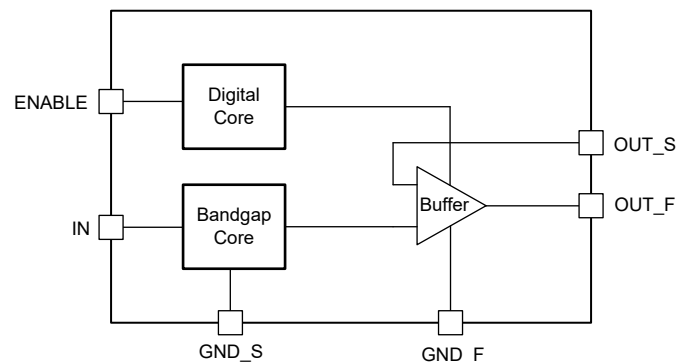 ENABLE
Digital
Core
OUT_S
Buffer
OUT_F
IN
Bandgap
Core
GND_S
GND_F